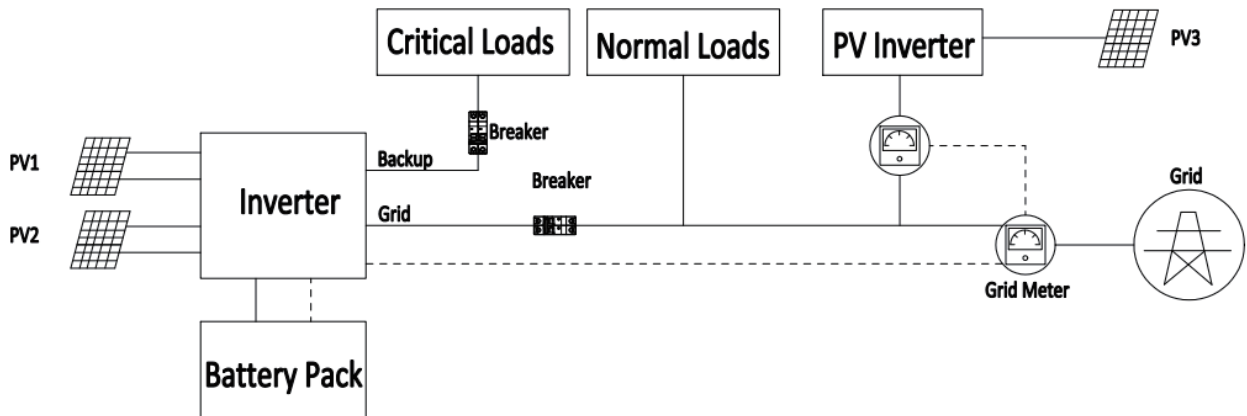 Critical Loads
Normal Loads
PV Inverter
PV3
Breaker
PV1
Backup
Breaker
Grid
Inverter
Grid
PV2
Grid Meter
Battery Pack